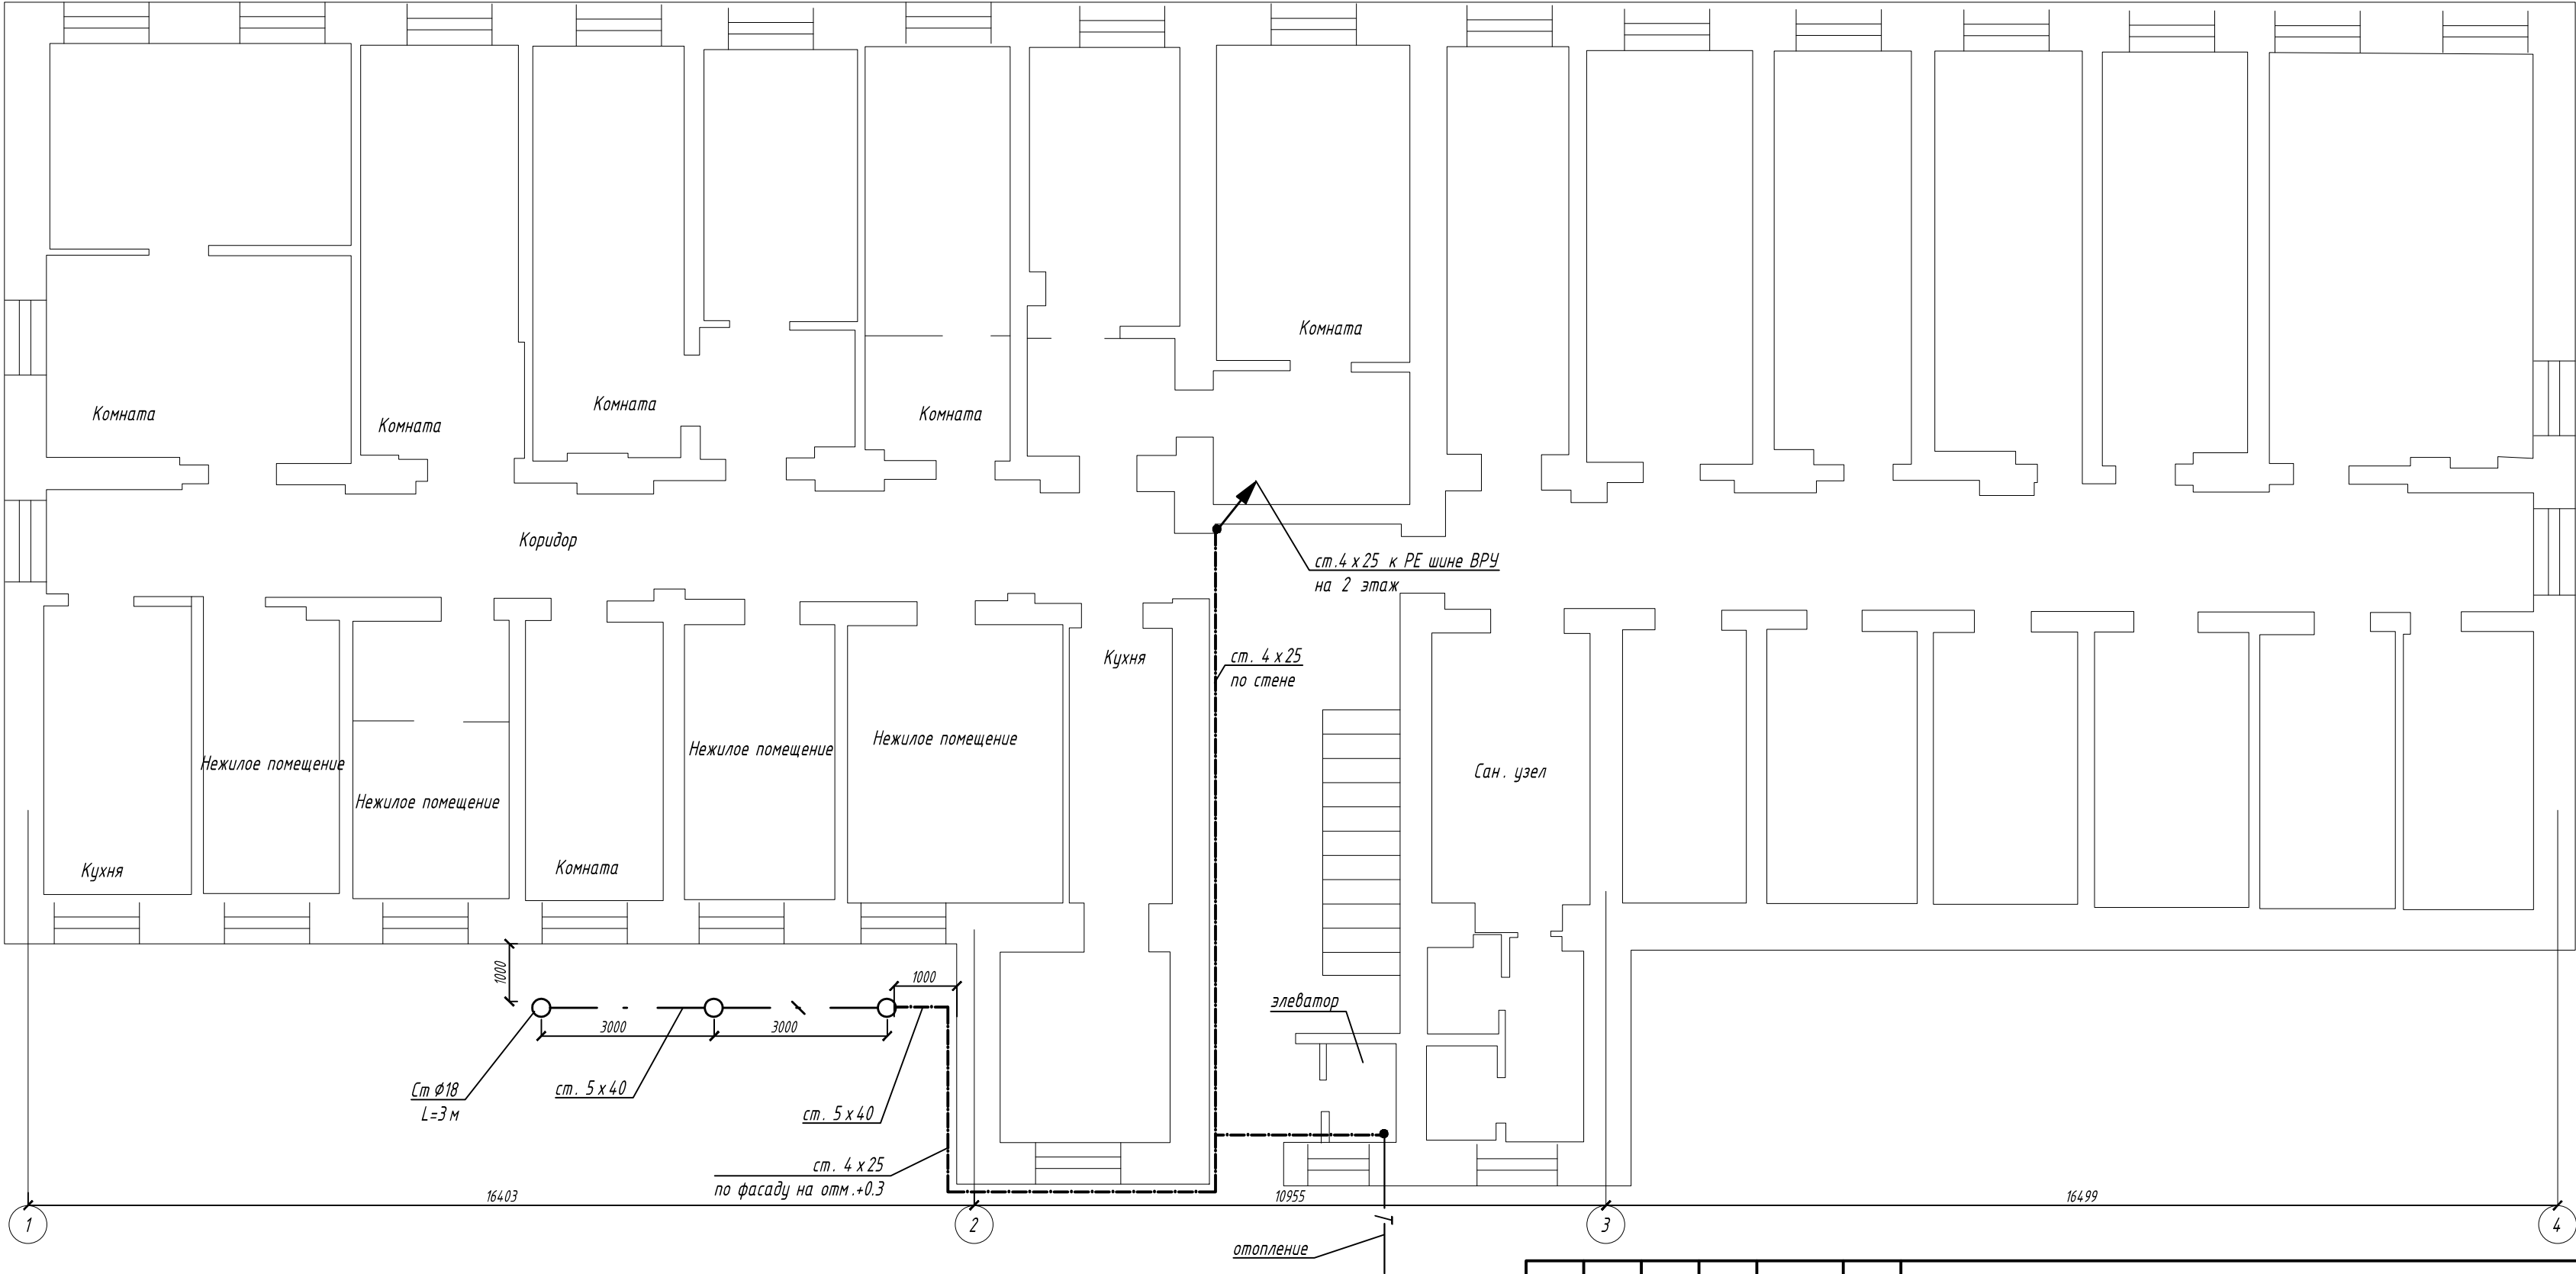 Комната
Комната
Комната
Комната
Комната
Коридор
ст.4 х 25 к РЕ шине ВРУ
на 2 этаж
Кухня
ст. 4 х 25
по стене
Нежилое помещение
Нежилое помещение
Нежилое помещение
Нежилое помещение
Сан. узел
Кухня
Комната
1000
1000
3000
3000
элеватор
Ст ϕ18
L=3 м
ст. 5 х 40
ст. 5 х 40
ст. 4 х 25
по фасаду на отм.+0.3
16403
10955
16499
1
2
3
4
отопление